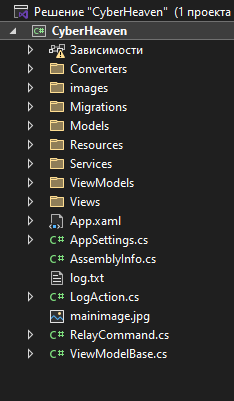 Решение "CyberHeaven" (1 проекта
C# CyberHeaven
Зависимости
Converters
images
Migrations
Models
Resources
Services
ViewModels
Views
App.xaml
C# AppSettings.cs
C# AssemblyInfo.cs
log.txt
C# LogAction.cs
mainimage.jpg
C# RelayCommand.cs
C# ViewModelBase.cs